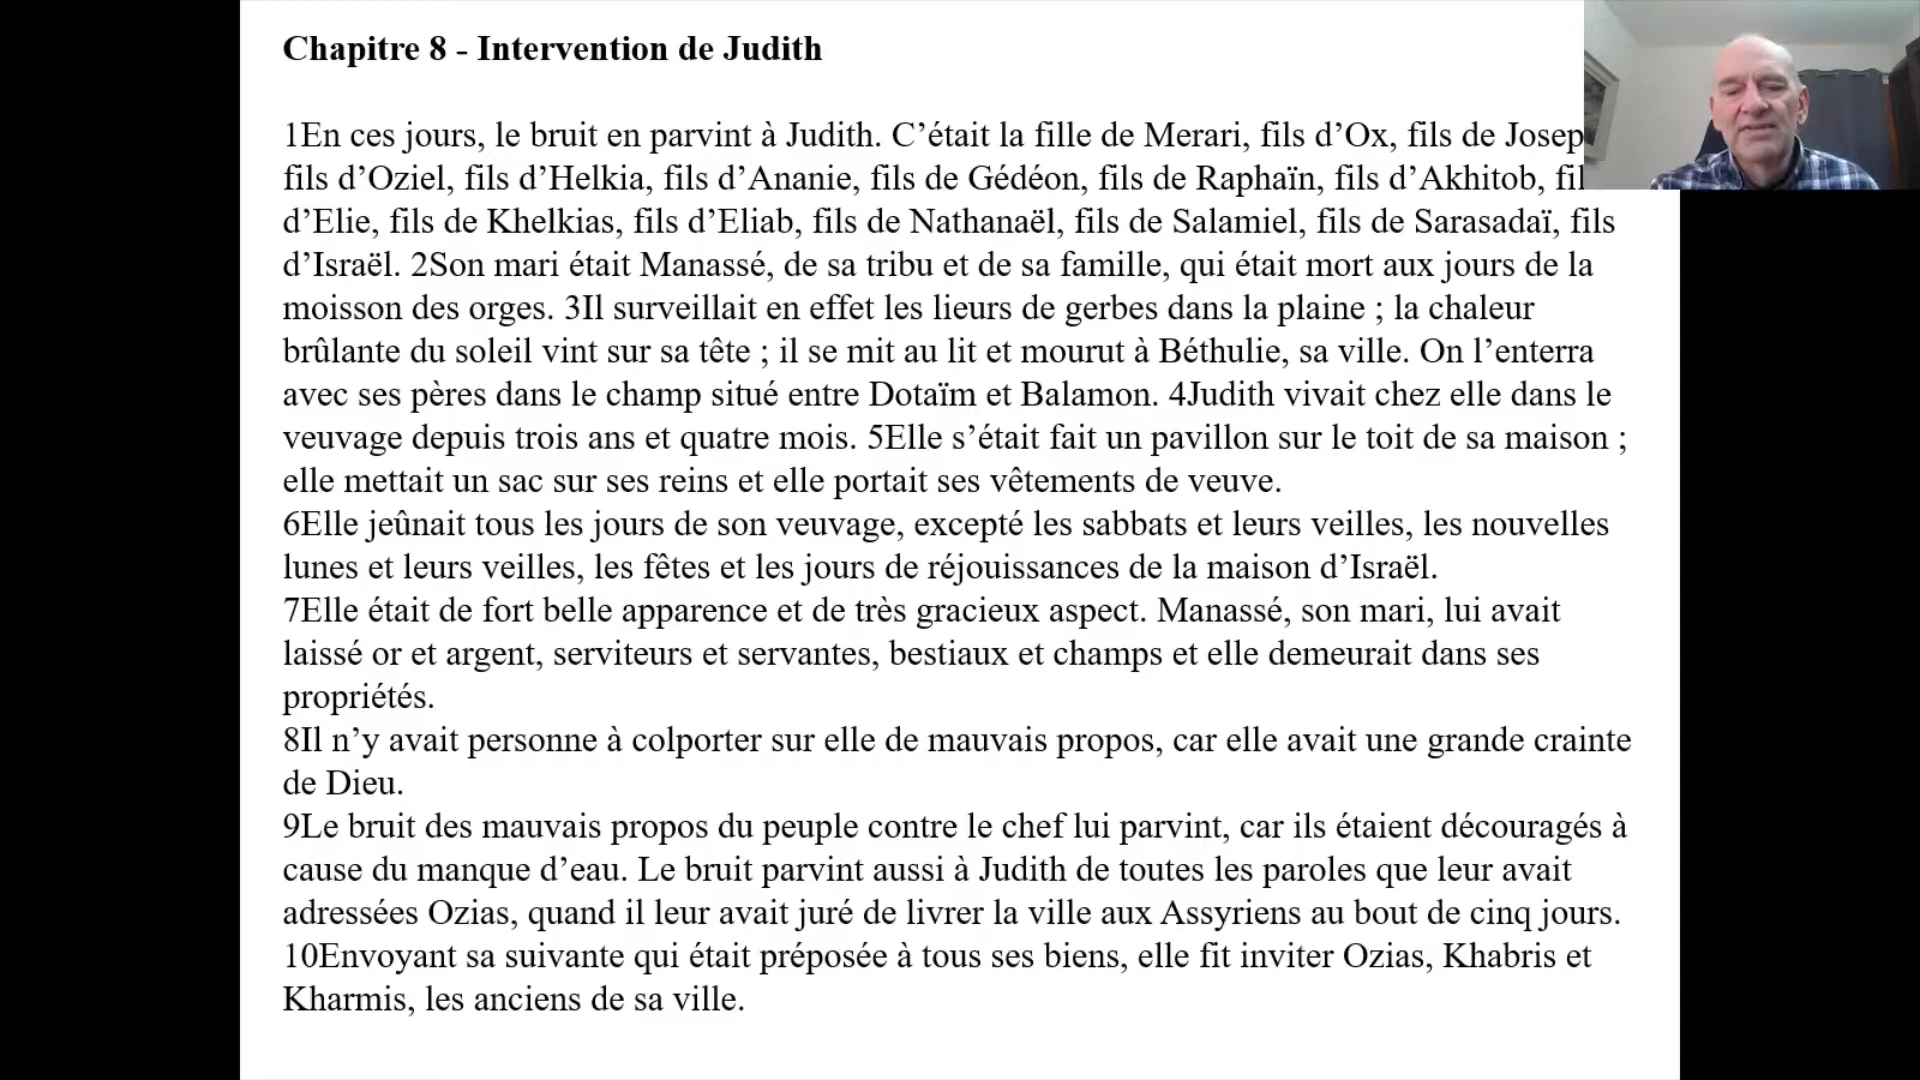 Chapitre 8 - Intervention de Judith
1En ces jours, le bruit en parvint à Judith. C’était la fille de Merari, fils d’Ox, fils de Josep
fils d’Oziel, fils d’Helkia, fils d’Ananie, fils de Gédéon, fils de Raphaïn, fils d’Akhitob, fil
d’Elie, fils de Khelkias, fils d’Eliab, fils de Nathanaël, fils de Salamiel, fils de Sarasadaï, fils
d’Israël. 2Son mari était Manassé, de sa tribu et de sa famille, qui était mort aux jours de la
moisson des orges. 3Il surveillait en effet les lieurs de gerbes dans la plaine ; la chaleur
brûlante du soleil vint sur sa tête ; il se mit au lit et mourut à Béthulie, sa ville. On l’enterra
avec ses pères dans le champ situé entre Dotaïm et Balamon. 4Judith vivait chez elle dans le
veuvage depuis trois ans et quatre mois. 5Elle s’était fait un pavillon sur le toit de sa maison ;
elle mettait un sac sur ses reins et elle portait ses vêtements de veuve.
6Elle jeûnait tous les jours de son veuvage, excepté les sabbats et leurs veilles, les nouvelles
lunes et leurs veilles, les fêtes et les jours de réjouissances de la maison d’Israël.
7Elle était de fort belle apparence et de très gracieux aspect. Manassé, son mari, lui avait
laissé or et argent, serviteurs et servantes, bestiaux et champs et elle demeurait dans ses
propriétés.
8Il n’y avait personne à colporter sur elle de mauvais propos, car elle avait une grande crainte
de Dieu.
9Le bruit des mauvais propos du peuple contre le chef lui parvint, car ils étaient découragés à
cause du manque d’eau. Le bruit parvint aussi à Judith de toutes les paroles que leur avait
adressées Ozias, quand il leur avait juré de livrer la ville aux Assyriens au bout de cinq jours.
10Envoyant sa suivante qui était préposée à tous ses biens, elle fit inviter Ozias, Khabris et
Kharmis, les anciens de sa ville.